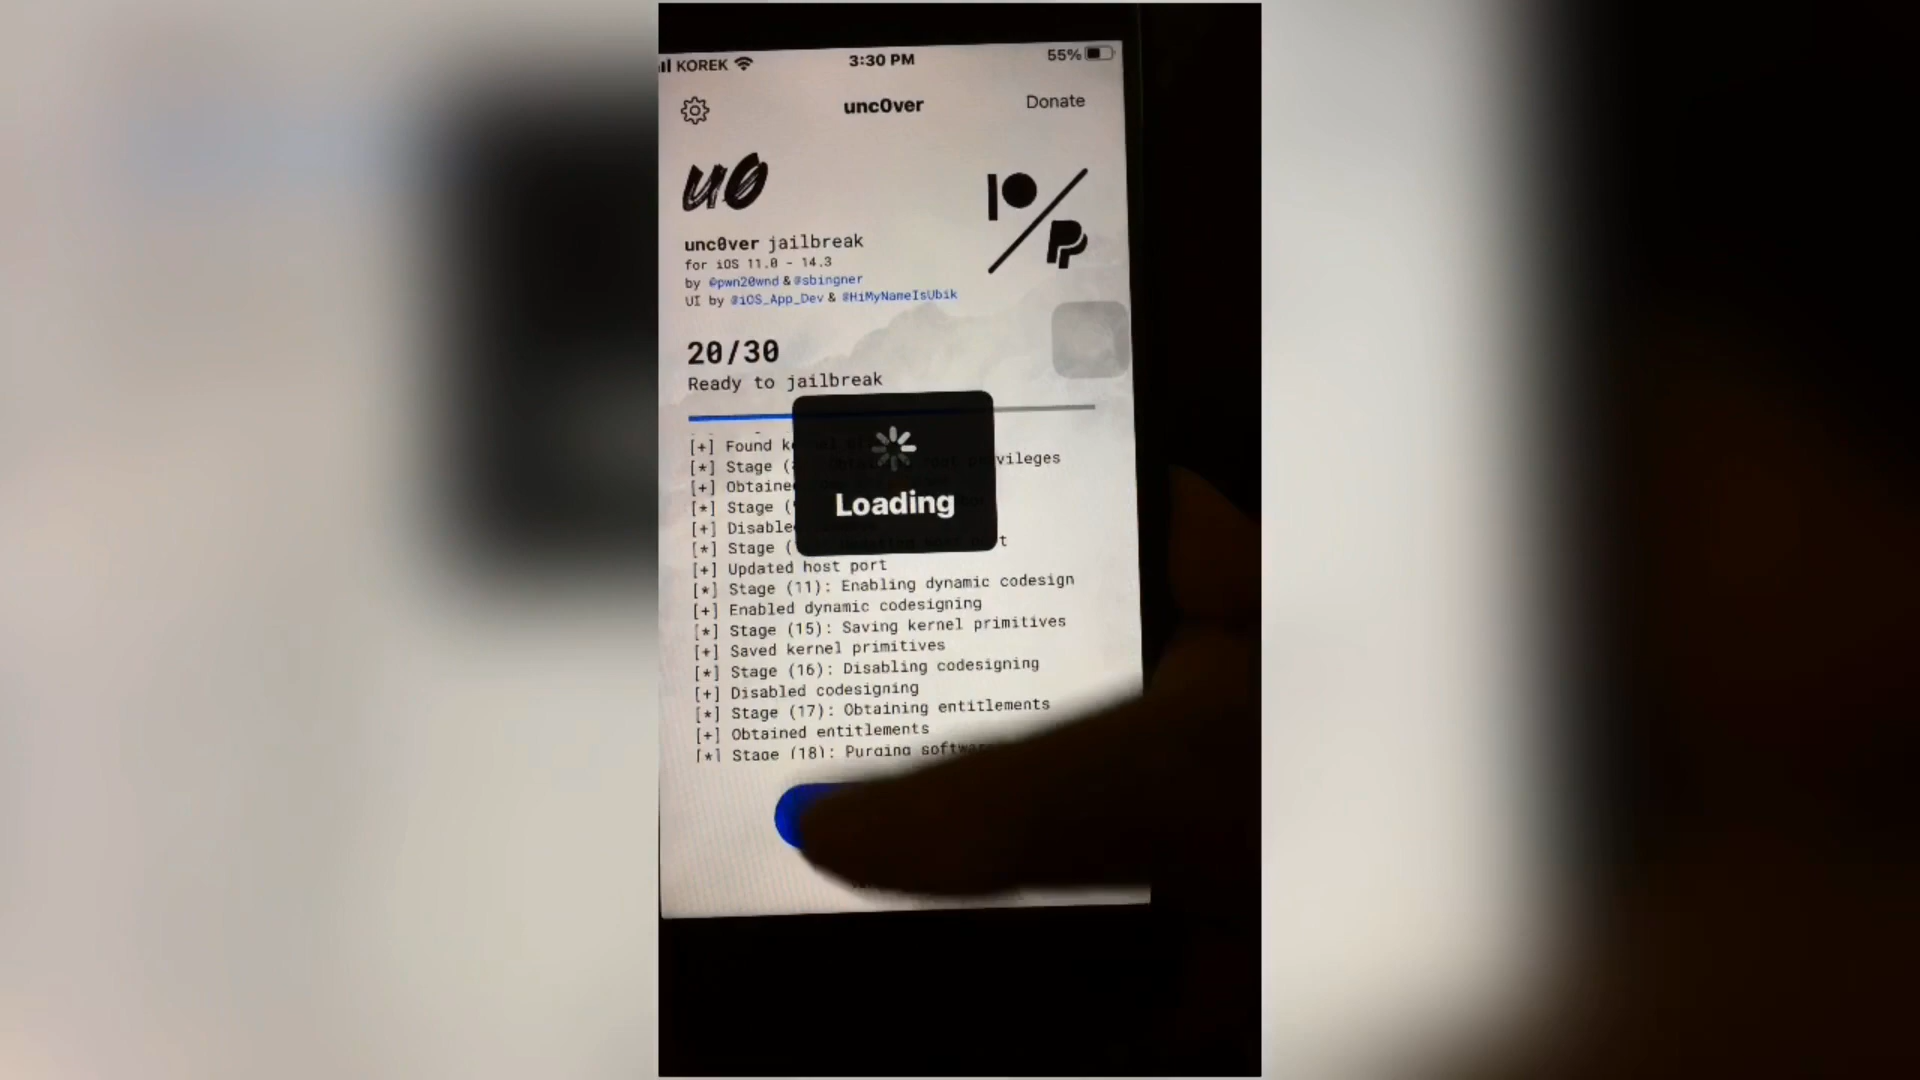 KOREK 3:30 PM 55%
unc0ver Donate
u0
unc0ver jailbreak
for iOS 11.0 - 14.3
by @pwn20wnd & @sbingner
UI by @iOS_App_Dev & @HiMyNameIsUbik
20/30
Ready to jailbreak
[+] Found
[*] Stage
[+] Obtained
[*] Stage
[+] Disabled
[*] Stage
Loading
[+] Updated host port
[*] Stage (11): Enabling dynamic codesign
[+] Enabled dynamic codesigning
[*] Stage (15): Saving kernel primitives
[+] Saved kernel primitives
[*] Stage (16): Disabling codesigning
[+] Disabled codesigning
[*] Stage (17): Obtaining entitlements
[+] Obtained entitlements
[*] Stage (18): Purging